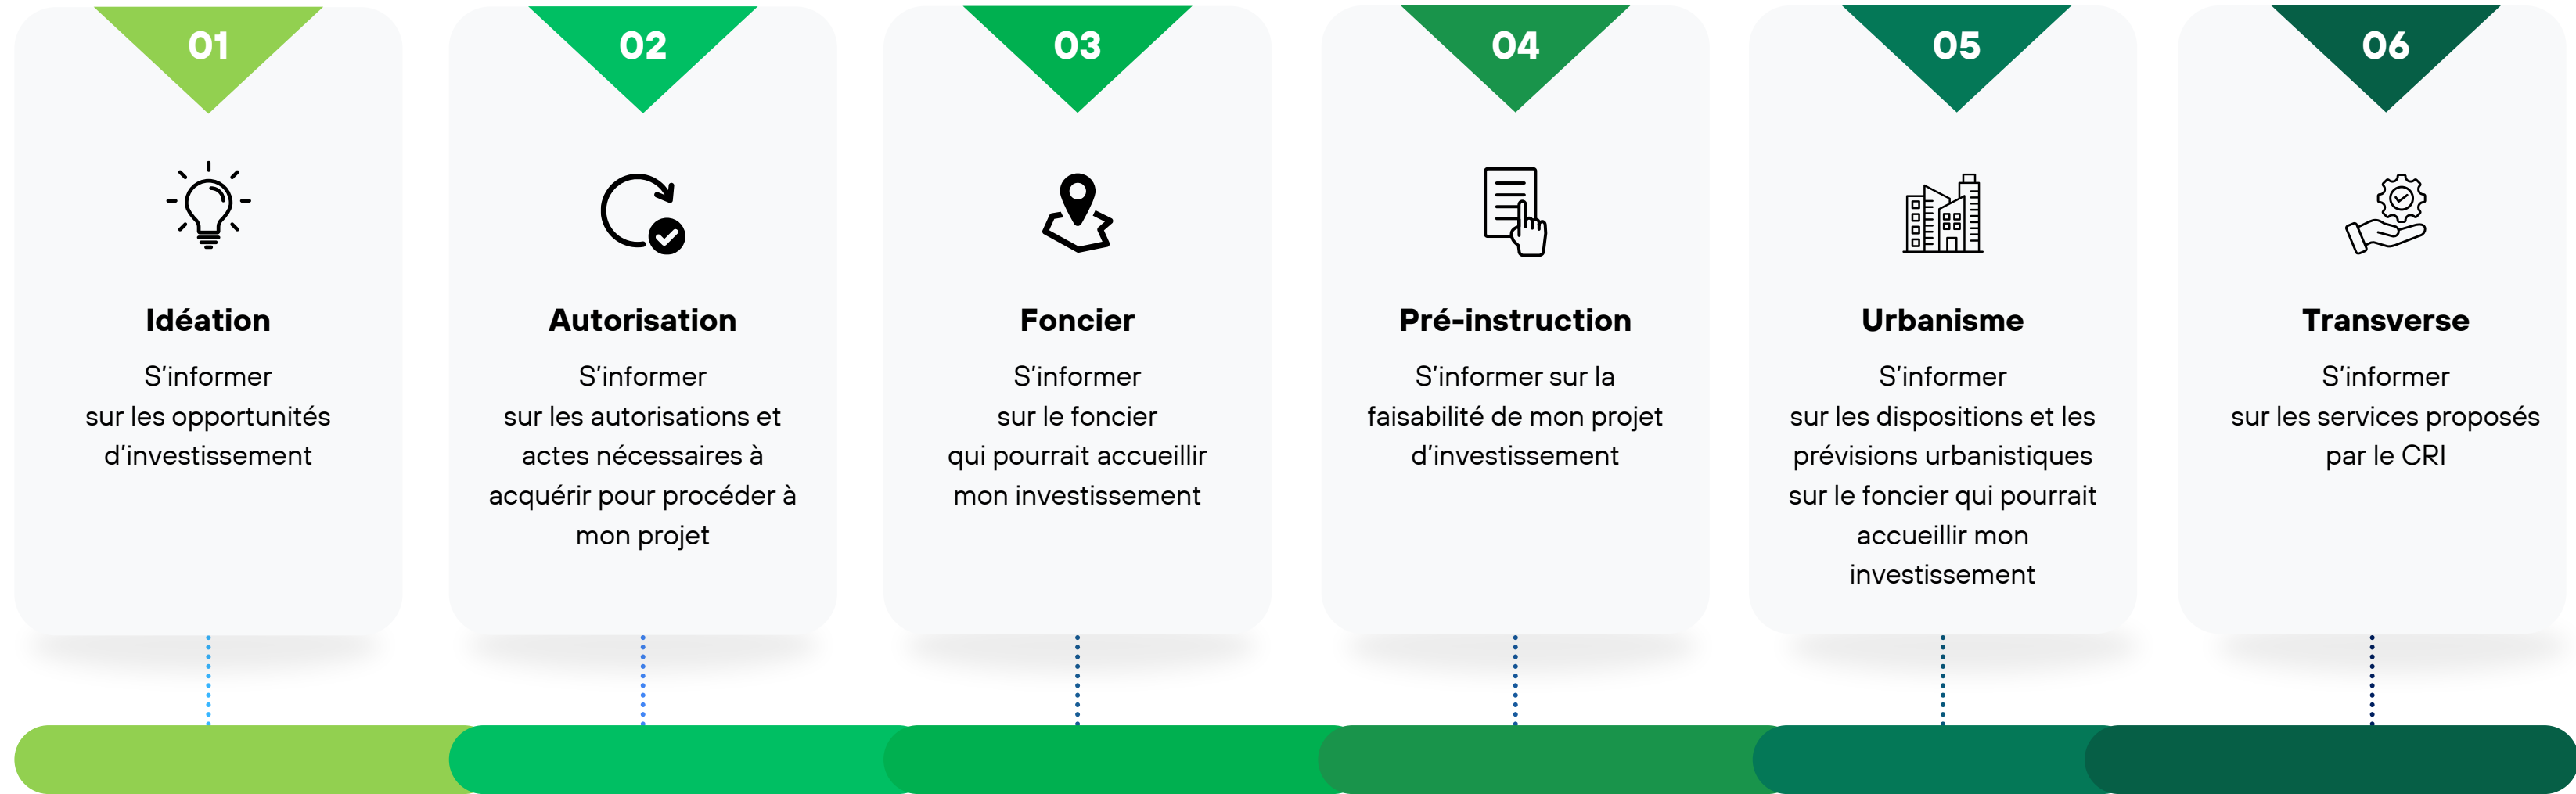 01
Idéation
S'informer
sur les opportunités
d'investissement
02
Autorisation
S'informer
sur les autorisations et
actes nécessaires à
acquérir pour procéder à
mon projet
03
Foncier
S'informer
sur le foncier
qui pourrait accueillir
mon investissement
04
Pré-instruction
S'informer sur la
faisabilité de mon projet
d'investissement
05
Urbanisme
S'informer
sur les dispositions et les
prévisions urbanistiques
sur le foncier qui pourrait
accueillir mon
investissement
06
Transverse
S'informer
sur les services proposés
par le CRI